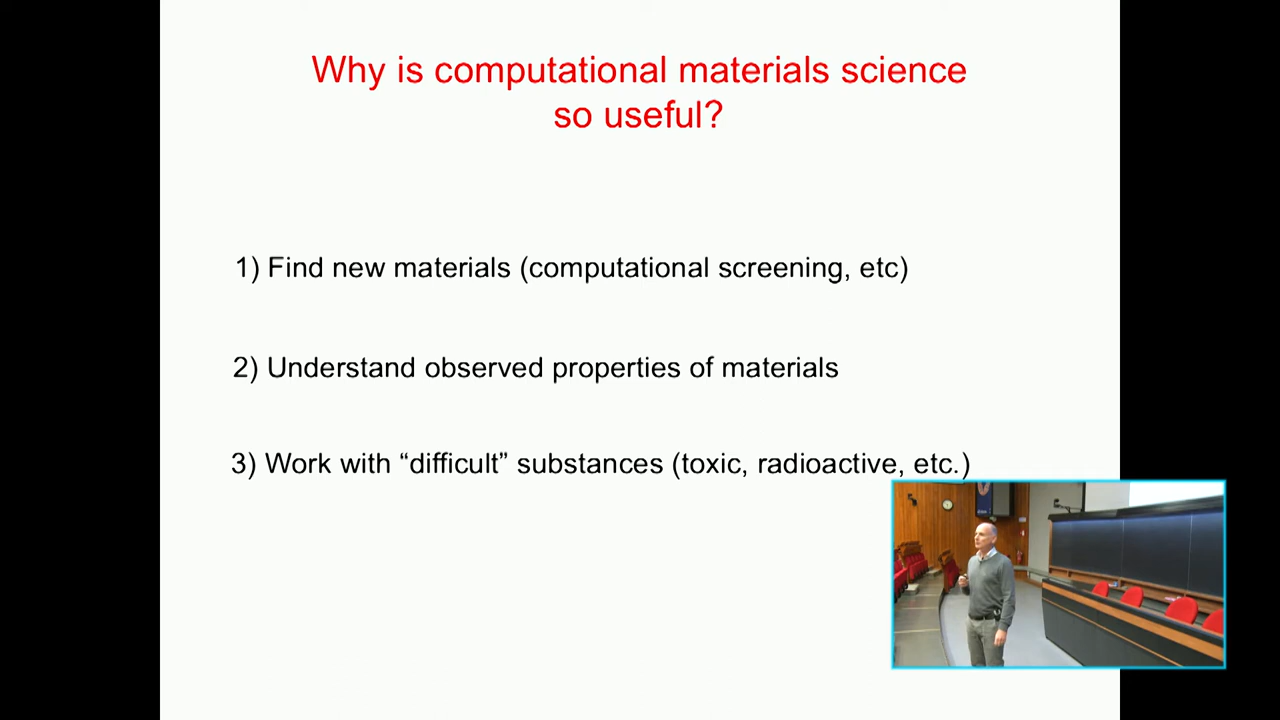 Why is computational materials science
so useful?
1) Find new materials (computational screening, etc)
2) Understand observed properties of materials
3) Work with “difficult” substances (toxic, radioactive, etc.)